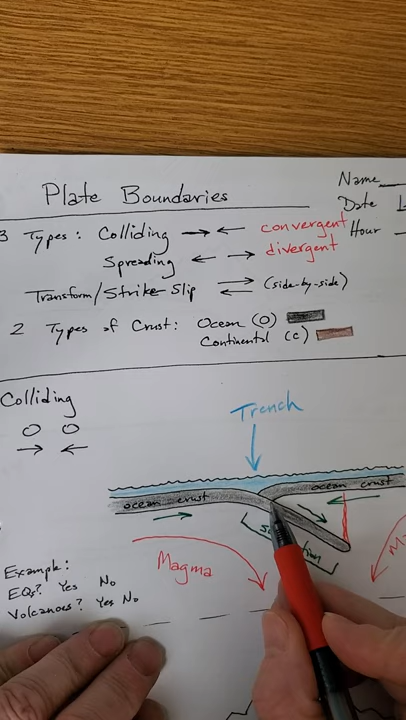 Plate Boundaries
Name
Date
Hour
3 Types: Colliding → ← convergent
Spreading ← → divergent
Transform/Strike-Slip (side-by-side)
2 Types of Crust: Ocean (O)
Continental (c)
Colliding
O O
→ ←
Trench
ocean crust
ocean crust
Magma
Example:
EQs? Yes No
Volcanoes? Yes No